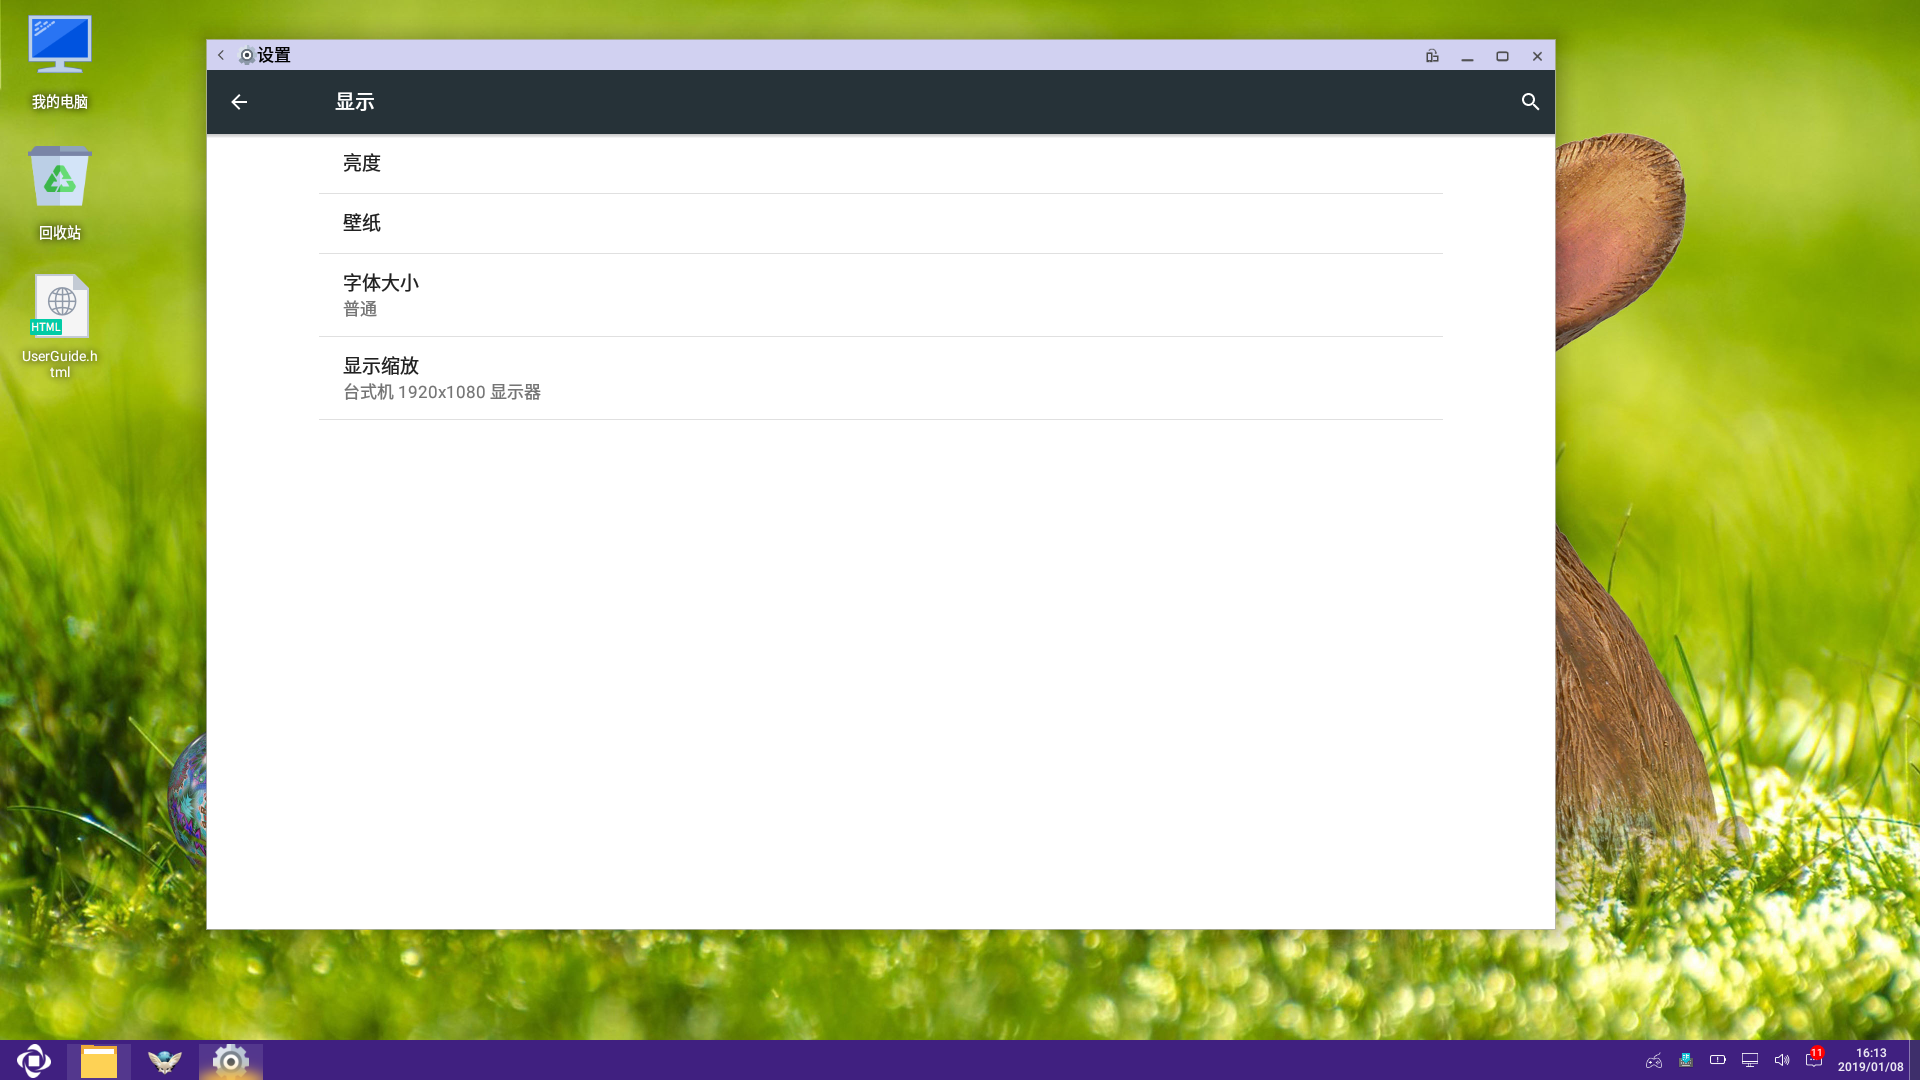 设置
显示
亮度
壁纸
字体大小
普通
显示缩放
台式机 1920x1080 显示器
我的电脑
回收站
HTML
UserGuide.h
tml
11
16:13
2019/01/08